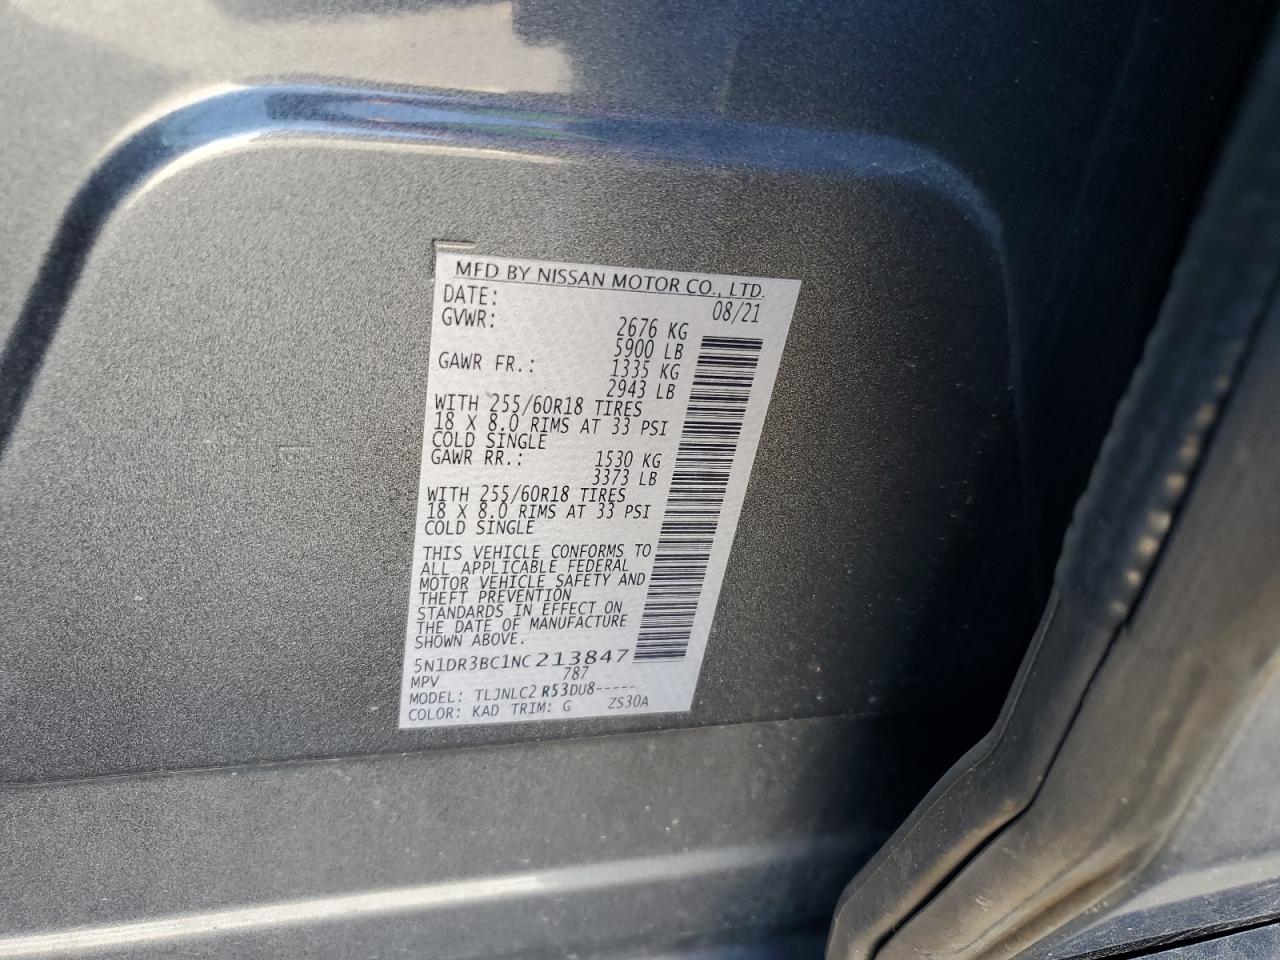 MFD BY NISSAN MOTOR CO., LTD.
DATE: 08/21
GVWR: 2676 KG
5900 LB
GAWR FR.: 1335 KG
2943 LB
WITH 255/60R18 TIRES
18 X 8.0 RIMS AT 33 PSI
COLD SINGLE
GAWR RR.: 1530 KG
3373 LB
WITH 255/60R18 TIRES
18 X 8.0 RIMS AT 33 PSI
COLD SINGLE
THIS VEHICLE CONFORMS TO
ALL APPLICABLE FEDERAL
MOTOR VEHICLE SAFETY AND
THEFT PREVENTION
STANDARDS IN EFFECT ON
THE DATE OF MANUFACTURE
SHOWN ABOVE.
5N1DR3BC1NC213847
MPV 787
MODEL: TLJNLC2 R53DU8-----
COLOR: KAD TRIM: G ZS30A